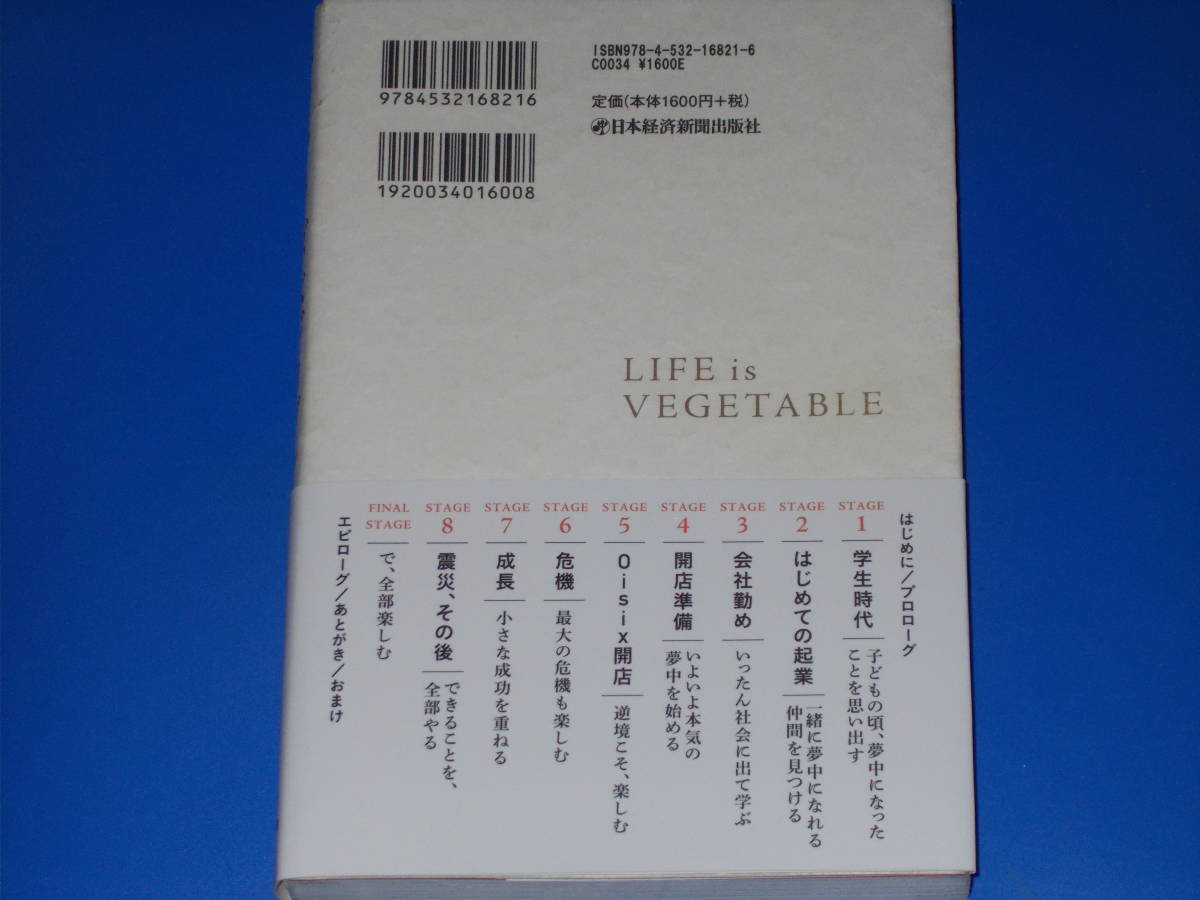 9784532168216
1920034016008
ISBN978-4-532-16821-6
C0034 ¥1600E
定価(本体1600円+税)
日本経済新聞出版社
LIFE is
VEGETABLE
はじめに/プロローグ
STAGE
1
学生時代
子どもの頃、夢中になった
ことを思い出す
STAGE
2
はじめての起業
一緒に夢中になれる
仲間を見つける
STAGE
3
会社勤め
いったん社会に出て学ぶ
STAGE
4
開店準備
いよいよ本気の
夢中を始める
STAGE
5
Oisix開店
逆境こそ、楽しむ
STAGE
6
危機
最大の危機も楽しむ
STAGE
7
成長
小さな成功を重ねる
STAGE
8
震災、その後
できることを、
全部やる
FINAL
STAGE
で、全部楽しむ
エピローグ/あとがき/おまけ